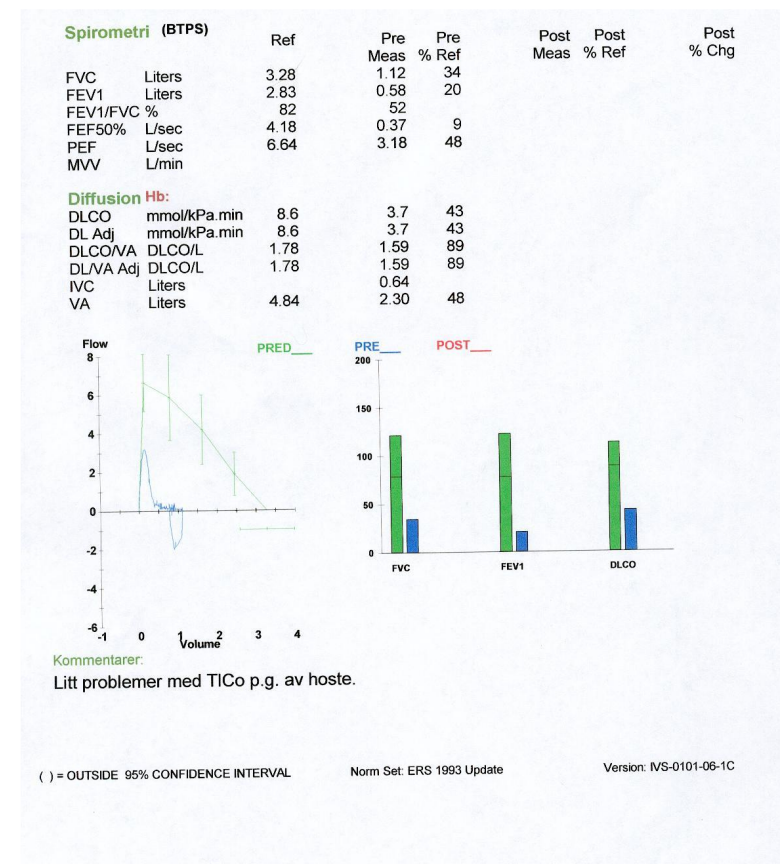 Spirometri (BTPS) Ref Pre Post Post Post
Meas % Ref Meas % Ref % Chg
FVC Liters 3.28 1.12 34
FEV1 Liters 2.83 0.58 20
FEV1/FVC % 82 52
FEF50% L/sec 4.18 0.37 9
PEF L/sec 6.64 3.18 48
MVV L/min
Diffusion Hb:
DLCO mmol/kPa.min 8.6 3.7 43
DL Adj mmol/kPa.min 8.6 3.7 43
DLCO/VA DLCO/L 1.78 1.59 89
DL/VA Adj DLCO/L 1.78 1.59 89
IVC Liters 0.64
VA Liters 4.84 2.30 48
Flow
PRED PRE POST
8
6
4
2
0
-2
-4
-6
-1 0 1 2 3 4
Volume
200
150
100
50
0
FVC FEV1 DLCO
Kommentarer:
Litt problemer med TlCo p.g. av hoste.
( ) = OUTSIDE 95% CONFIDENCE INTERVAL Norm Set: ERS 1993 Update Version: IVS-0101-06-1C